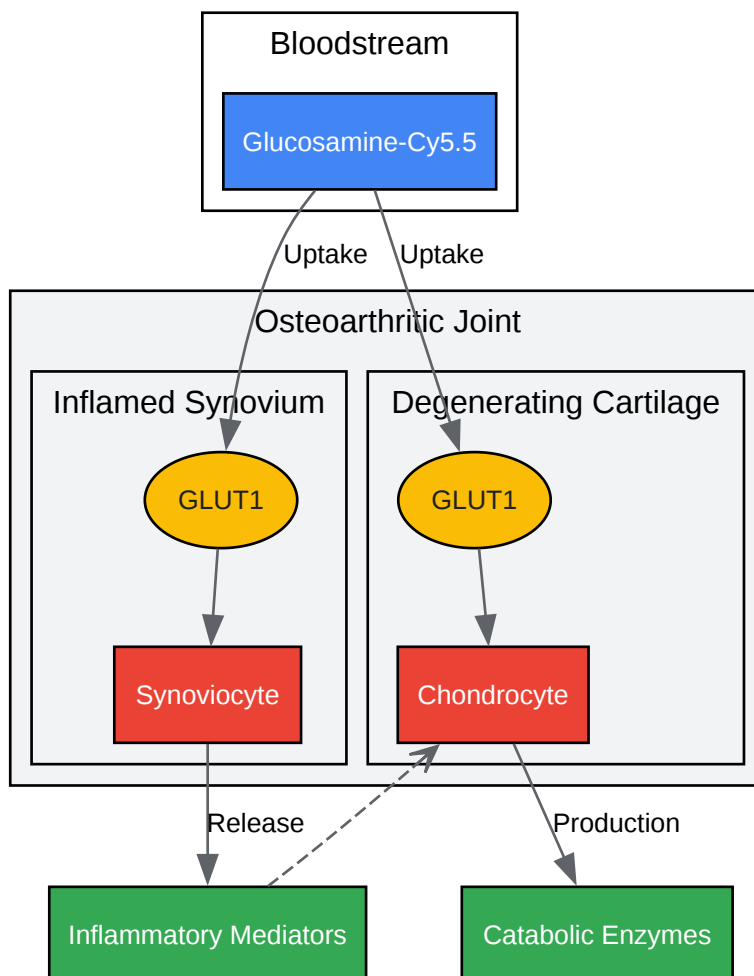 Bloodstream
Glucosamine-Cy5.5
Uptake
Uptake
Osteoarthritic Joint
Inflamed Synovium
Degenerating Cartilage
GLUT1
GLUT1
Synoviocyte
Chondrocyte
Release
Production
Inflammatory Mediators
Catabolic Enzymes